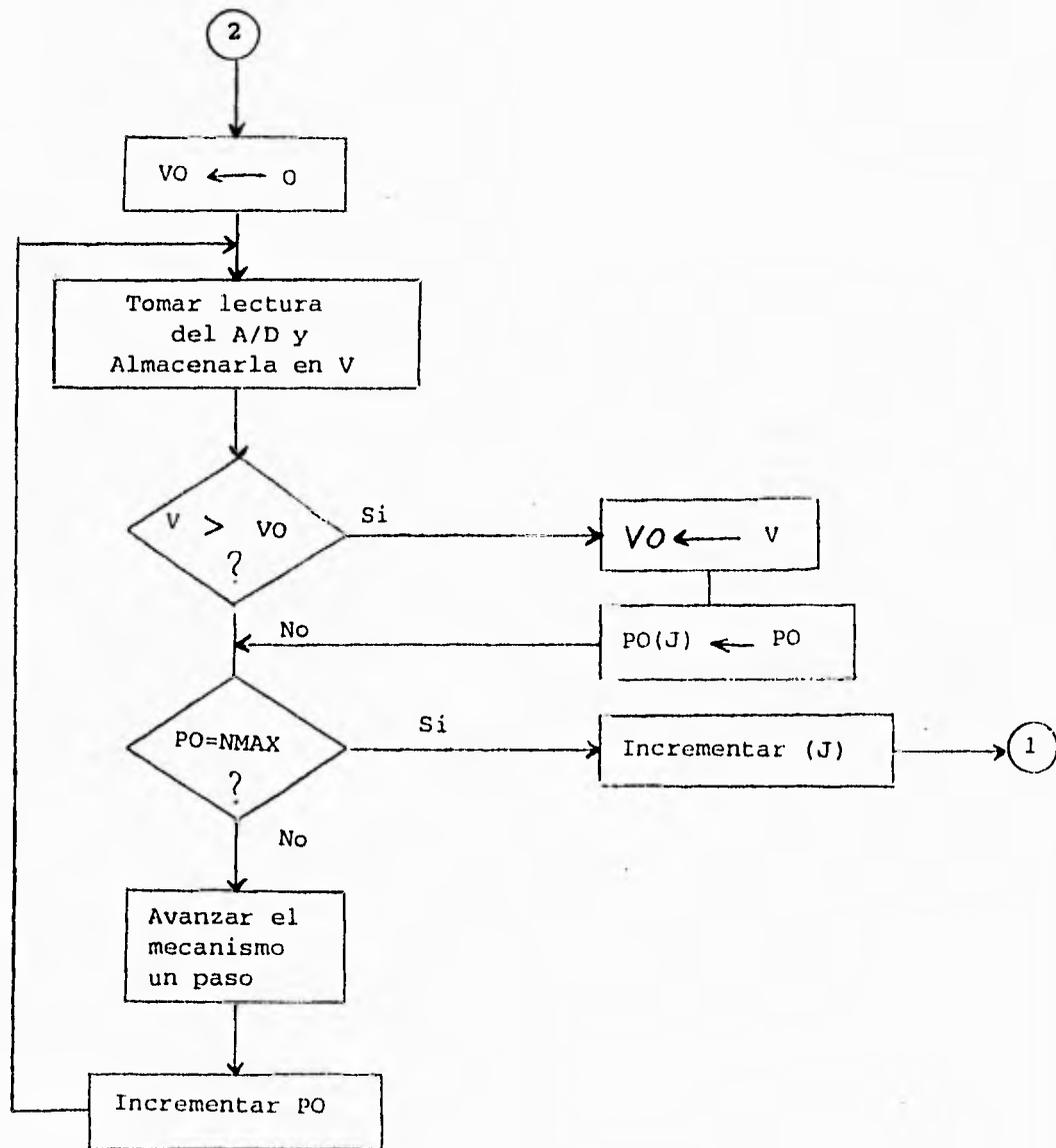 2
VO ← O
Tomar lectura
del A/D y
Almacenarla en V
V > VO
?
Si
VO ← V
No
PO(J) ← PO
PO=NMAX
?
Si
Incrementar (J)
1
No
Avanzar el
mecanismo
un paso
Incrementar PO